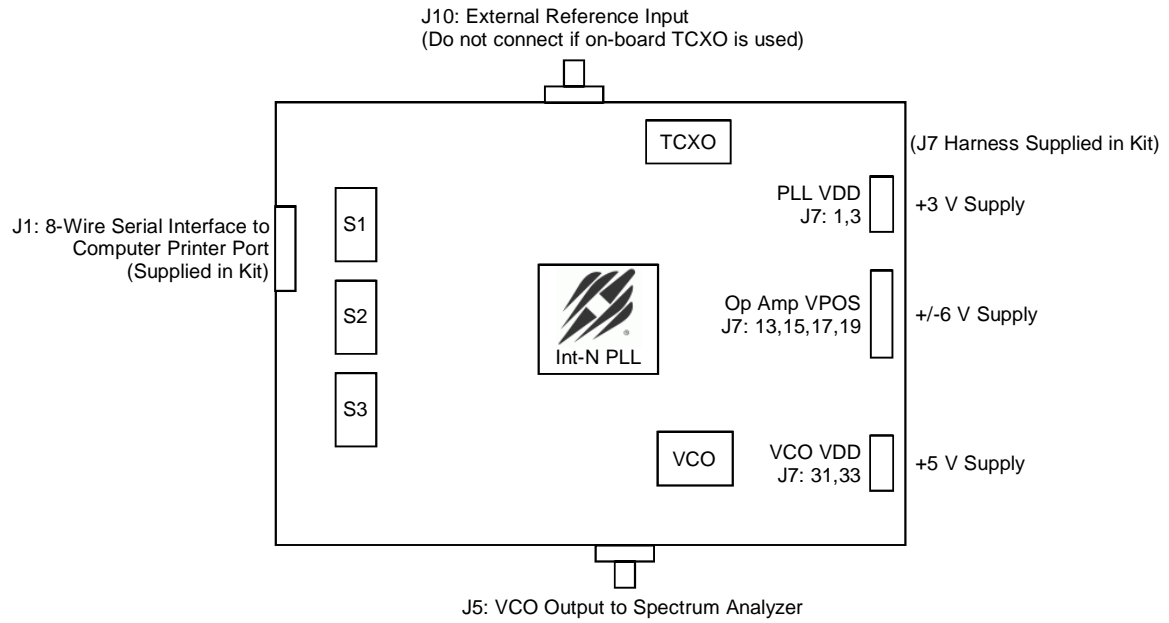 J10: External Reference Input
(Do not connect if on-board TCXO is used)
TCXO
(J7 Harness Supplied in Kit)
PLL VDD
J7: 1,3
+3 V Supply
J1: 8-Wire Serial Interface to
Computer Printer Port
(Supplied in Kit)
S1
S2
S3
Int-N PLL
Op Amp VPOS
J7: 13,15,17,19
+/-6 V Supply
VCO
VCO VDD
J7: 31,33
+5 V Supply
J5: VCO Output to Spectrum Analyzer